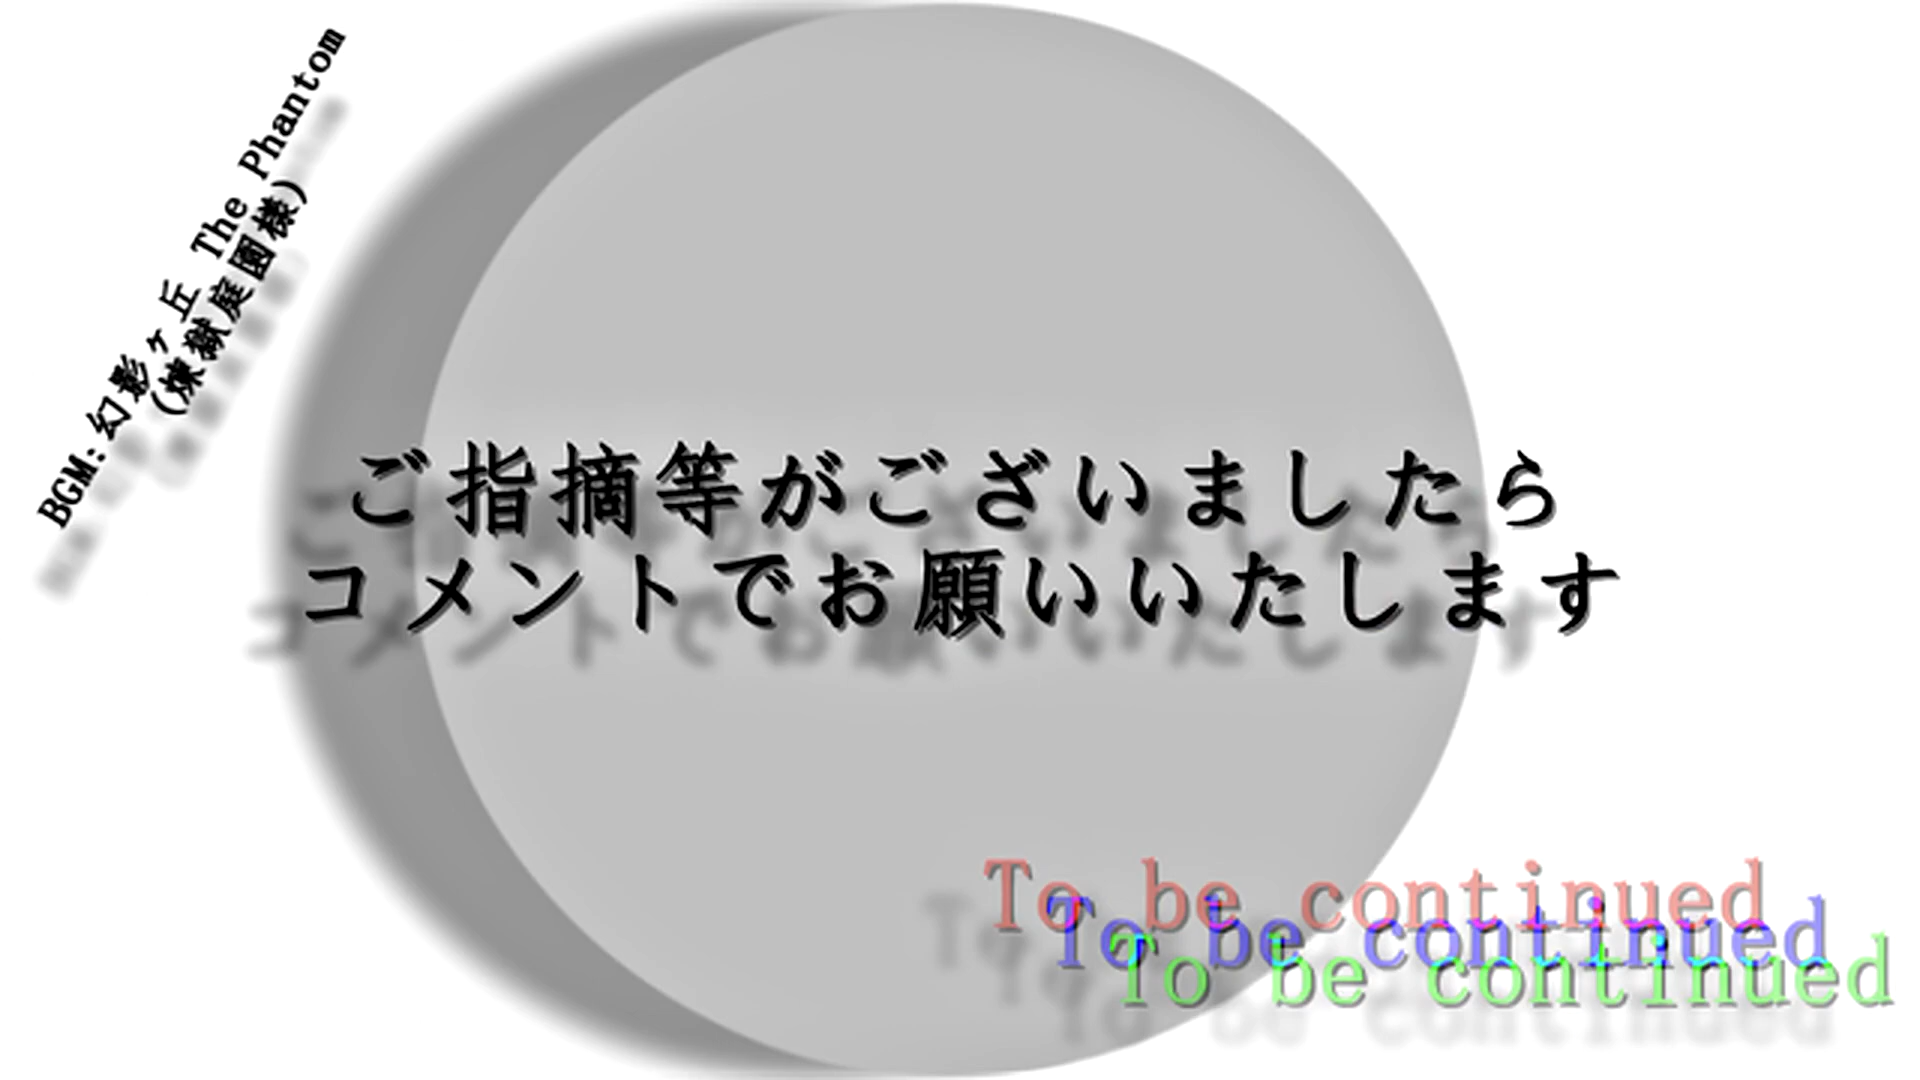 BGM:幻影ヶ丘 The Phantom
(煉獄庭園様)
ご指摘等がございましたら
コメントでお願いいたします
To be continued
To be continued
To be continued